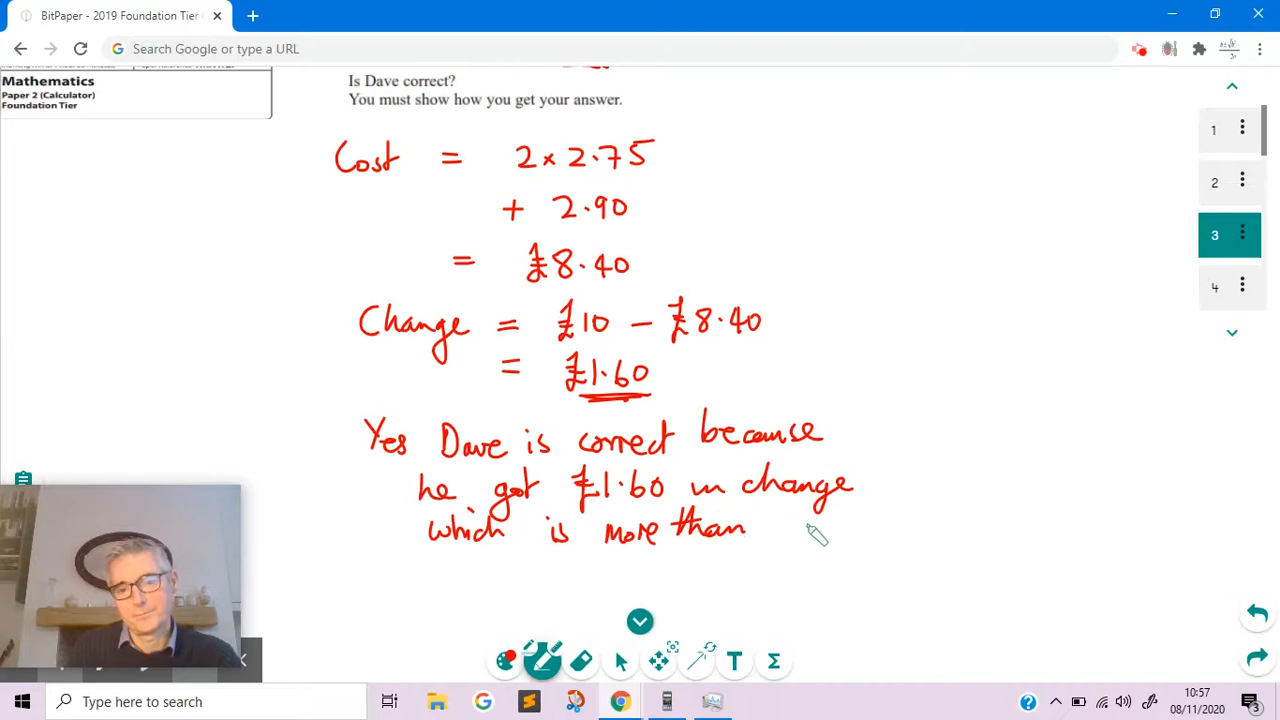 BitPaper - 2019 Foundation Tier
Search Google or type a URL
Mathematics
Paper 2 (Calculator)
Foundation Tier
Is Dave correct?
You must show how you get your answer.
Cost = 2 × 2.75
+ 2.90
= £8.40
Change = £10 - £8.40
= £1.60
Yes Dave is correct because
he got £1.60 in change
which is more than
1
2
3
4
T
Σ
Type here to search
10:57
08/11/2020
3